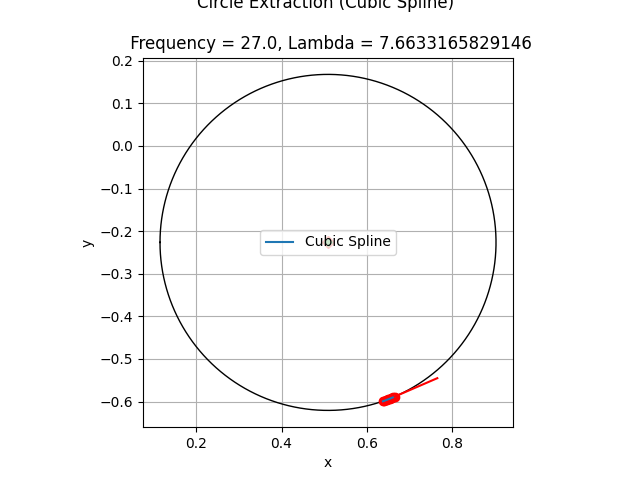 Circle Extraction (Cubic Spline)
Frequency = 27.0, Lambda = 7.6633165829146
0.2
0.1
0.0
−0.1
−0.2
−0.3
−0.4
−0.5
−0.6
y
Cubic Spline
0.2 0.4 0.6 0.8
x